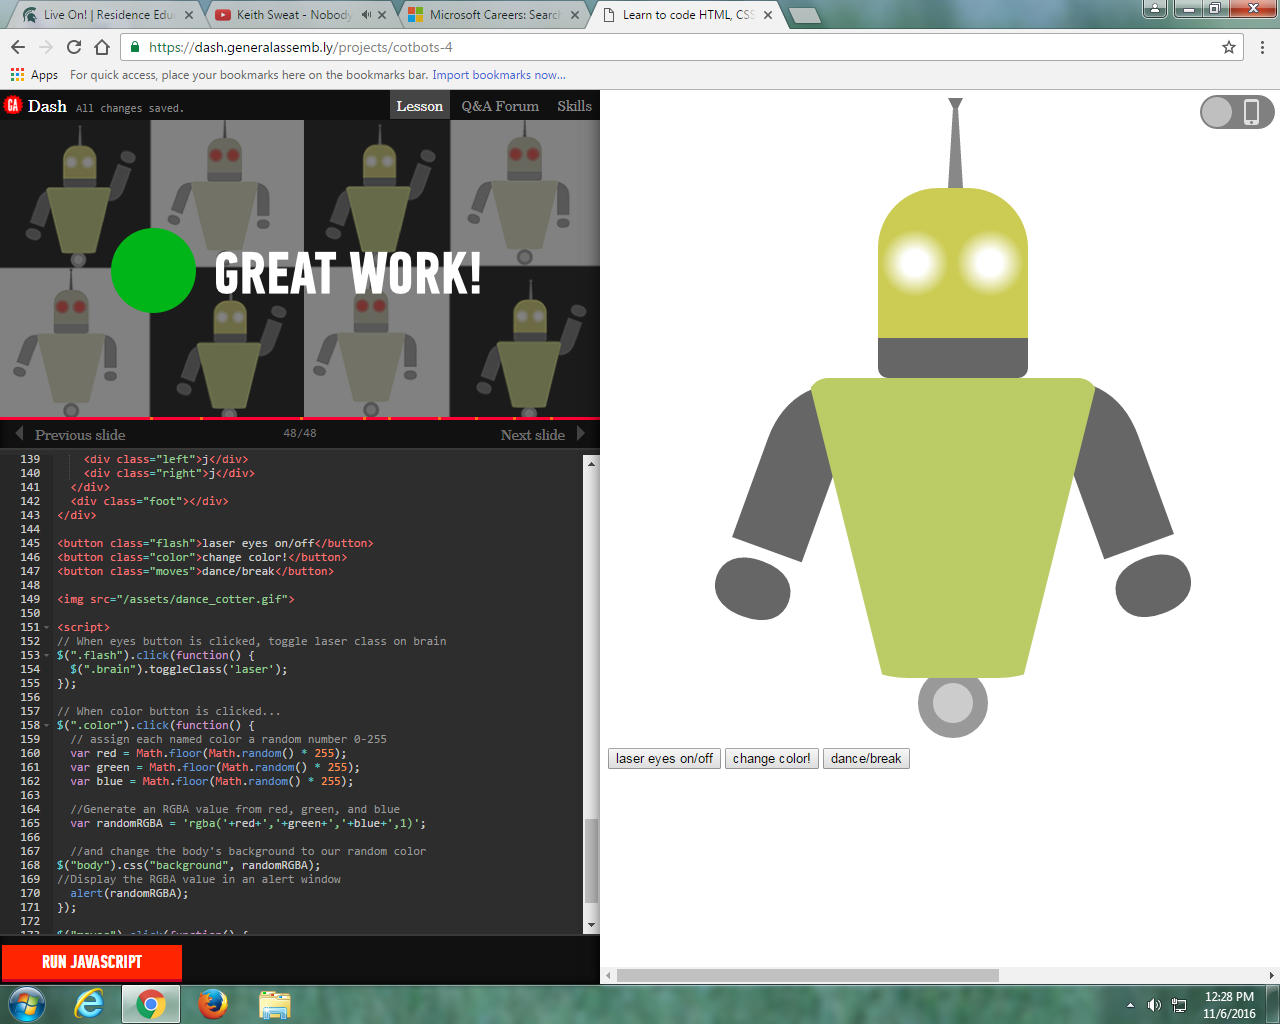 Live On! | Residence Edu
Keith Sweat - Nobody
Microsoft Careers: Search
Learn to code HTML, CSS
https://dash.generalassemb.ly/projects/cotbots-4
Apps For quick access, place your bookmarks here on the bookmarks bar. Import bookmarks now...
GA Dash All changes saved. Lesson Q&A Forum Skills
GREAT WORK!
Previous slide 48/48 Next slide
139 <div class="left">j</div>
140 <div class="right">j</div>
141 </div>
142 <div class="foot"></div>
143 </div>
144
145 <button class="flash">laser eyes on/off</button>
146 <button class="color">change color!</button>
147 <button class="moves">dance/break</button>
148
149 <img src="/assets/dance_cotter.gif">
150
151 <script>
152 // When eyes button is clicked, toggle laser class on brain
153 $(".flash").click(function() {
154 $(".brain").toggleClass('laser');
155 });
156
157 // When color button is clicked...
158 $(".color").click(function() {
159 // assign each named color a random number 0-255
160 var red = Math.floor(Math.random() * 255);
161 var green = Math.floor(Math.random() * 255);
162 var blue = Math.floor(Math.random() * 255);
163
164 //Generate an RGBA value from red, green, and blue
165 var randomRGBA = 'rgba('+red+','+green+','+blue+',1)';
166
167 //and change the body's background to our random color
168 $("body").css("background", randomRGBA);
169 //Display the RGBA value in an alert window
170 alert(randomRGBA);
171 });
172
173 $(".moves").click(function() {
RUN JAVASCRIPT
laser eyes on/off change color! dance/break
12:28 PM
11/6/2016